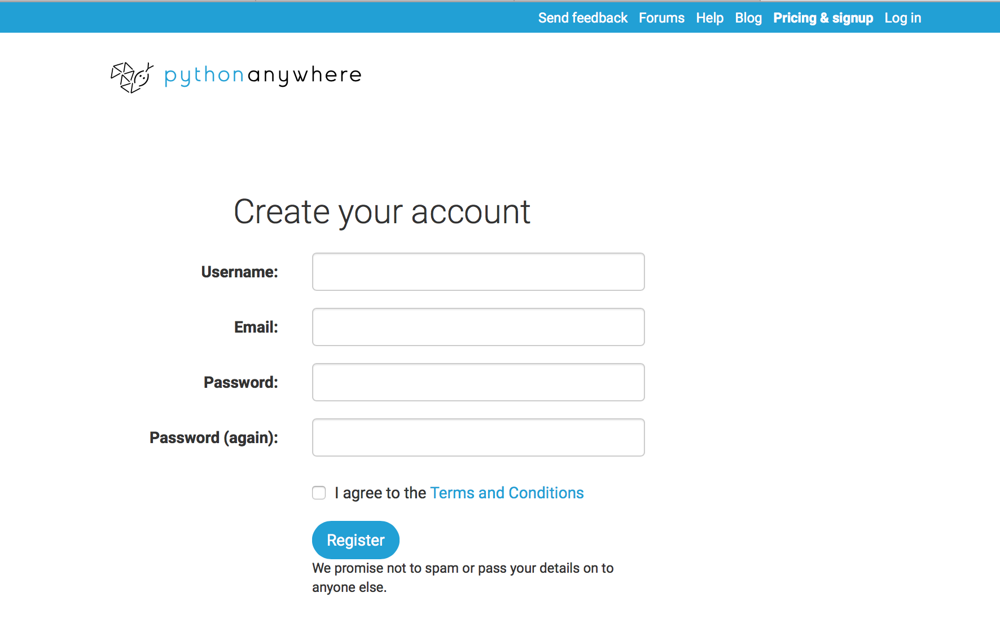 Send feedback Forums Help Blog Pricing & signup Log in
pythonanywhere
Create your account
Username:
Email:
Password:
Password (again):
I agree to the Terms and Conditions
Register
We promise not to spam or pass your details on to
anyone else.